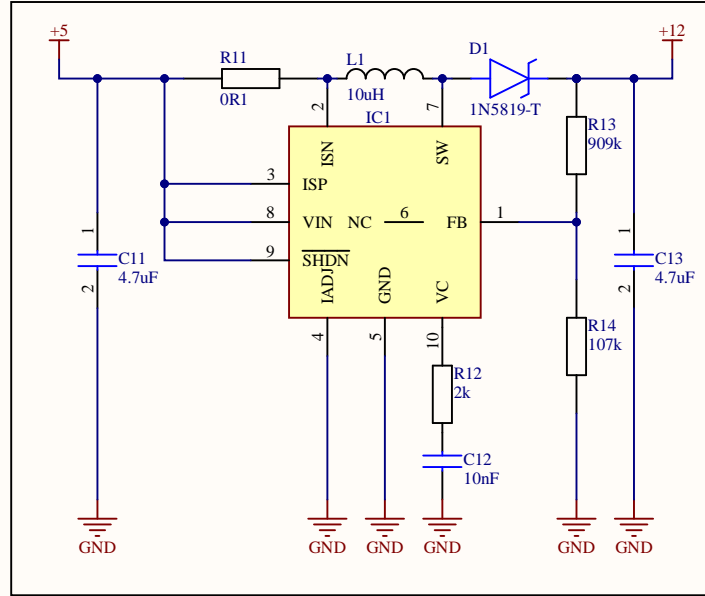 +5
+12
R11
0R1
L1
10uH
D1
1N5819-T
IC1
2
ISN
7
SW
3
ISP
8
VIN
9
SHDN
NC
6
FB
1
4
IADJ
5
GND
10
VC
R13
909k
R14
107k
1
C11
4.7uF
2
1
C13
4.7uF
2
R12
2k
C12
10nF
GND
GND
GND
GND
GND
GND